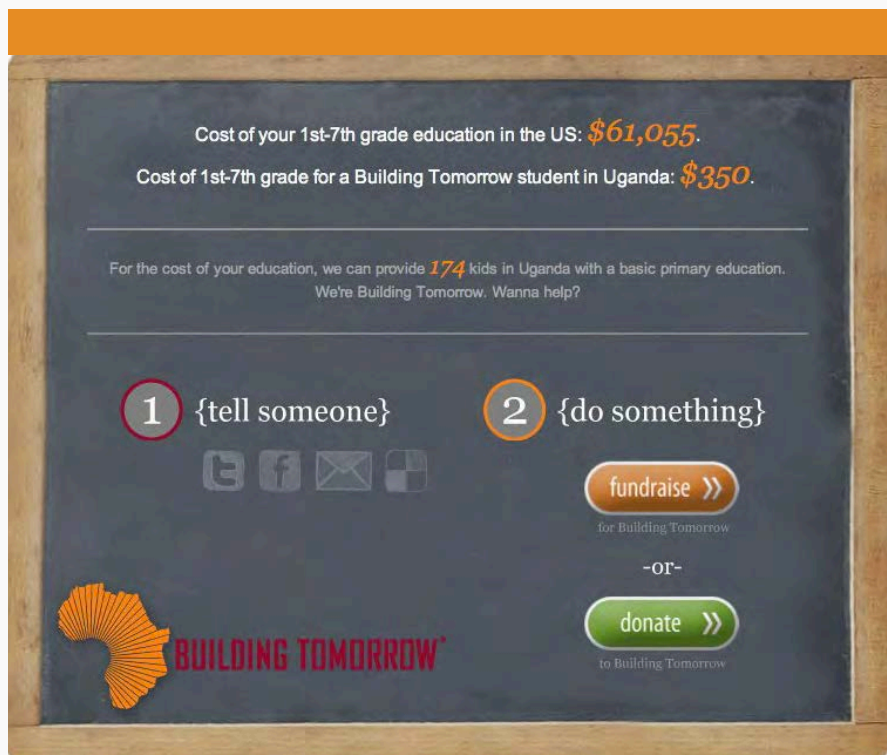 Cost of your 1st-7th grade education in the US: $61,055.
Cost of 1st-7th grade for a Building Tomorrow student in Uganda: $350.
For the cost of your education, we can provide 174 kids in Uganda with a basic primary education.
We're Building Tomorrow. Wanna help?
1 {tell someone}
2 {do something}
fundraise »
for Building Tomorrow
-or-
donate »
to Building Tomorrow
BUILDING TOMORROW®